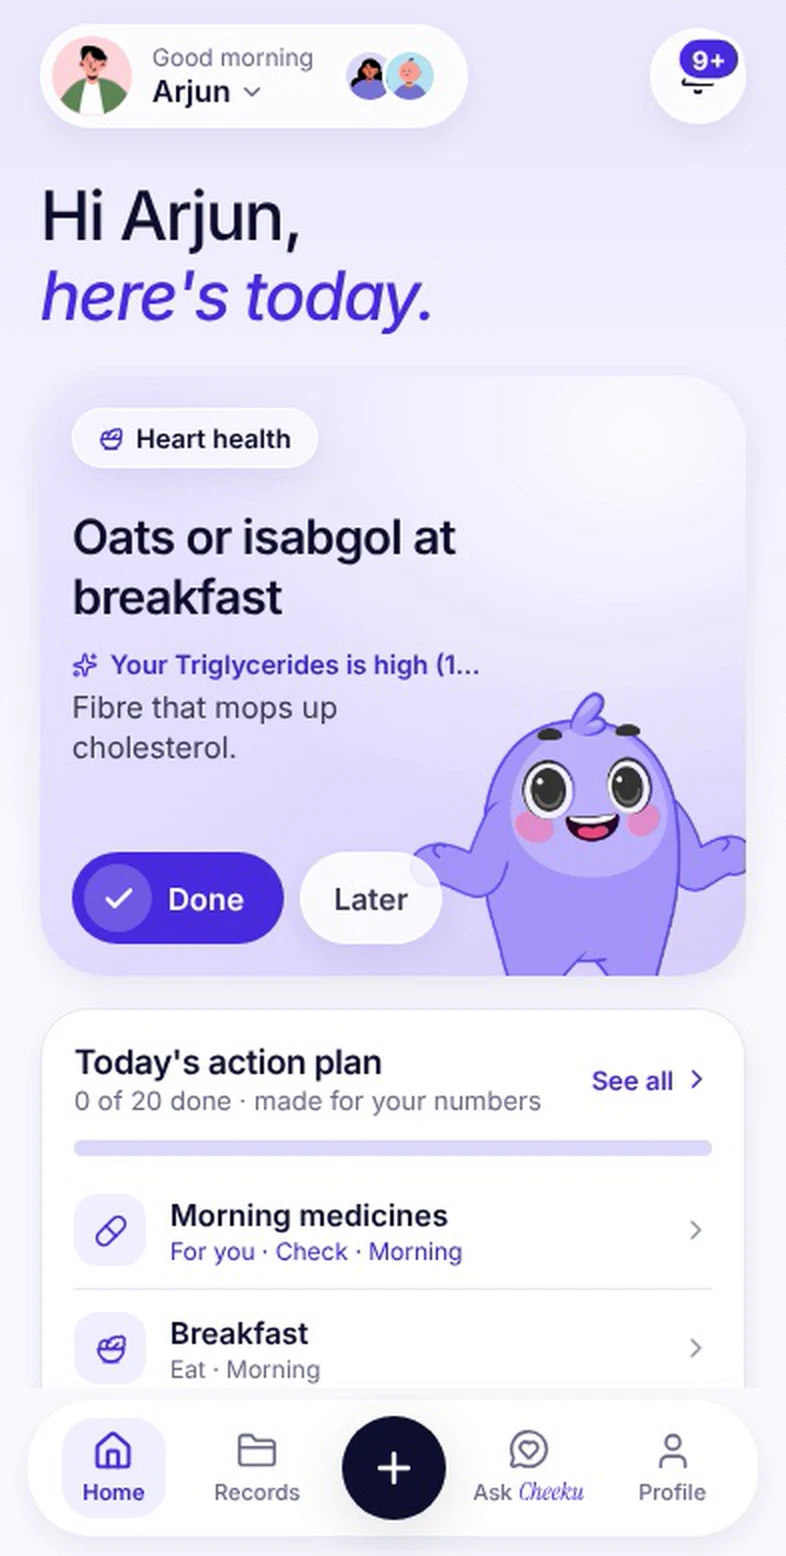 Good morning
Arjun
9+
Hi Arjun,
here's today.
Heart health
Oats or isabgol at
breakfast
Your Triglycerides is high (1...
Fibre that mops up
cholesterol.
Done
Later
Today's action plan
See all
0 of 20 done · made for your numbers
Morning medicines
For you · Check · Morning
Breakfast
Eat · Morning
Home
Records
Ask Cheeku
Profile